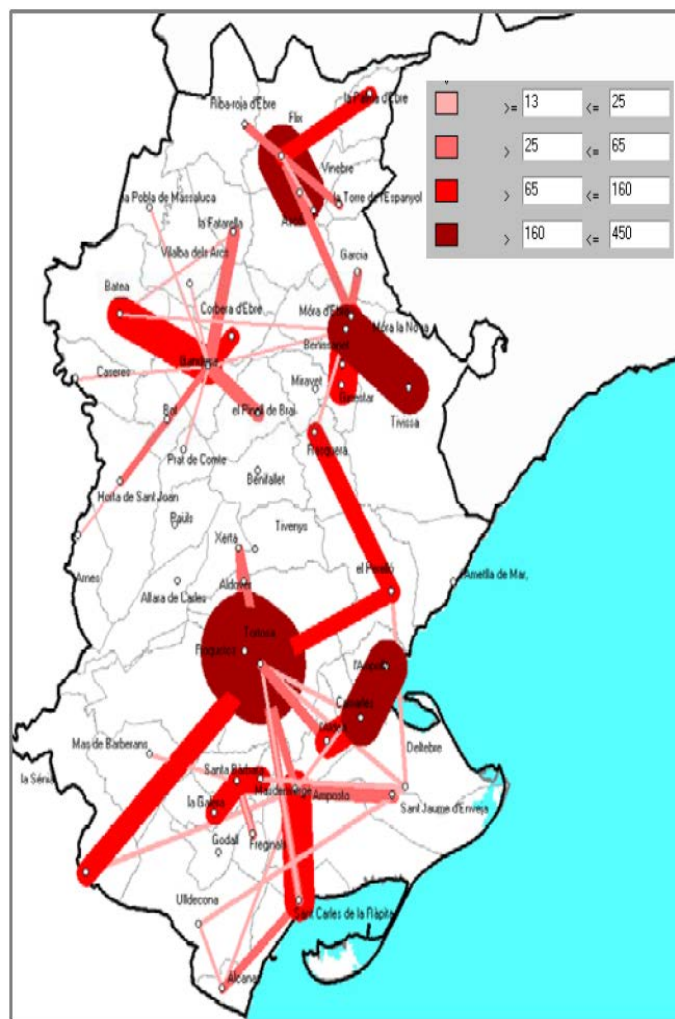 la Palma d'Ebre
Riba-roja d'Ebre
Flix
Vinebre
la Torre de l'Espanyol
la Pobla de Massaluca
la Fatarella
Vilalba dels Arcs
Garcia
Batea
Corbera d'Ebre
Móra d'Ebre
Móra la Nova
Benissanet
Gandesa
Caseres
Miravet
Ginestar
Tivissa
Bot
el Pinell de Brai
Rasquera
Prat de Comte
Benifallet
Horta de Sant Joan
Paüls
Tivenys
Xerta
Arnes
Aldover
el Perelló
l'Ametlla de Mar,
Alfara de Carles
Tortosa
Roquetes
l'Ampolla
Camarles
l'Aldea
Mas de Barberans
Deltebre
la Sénia
Santa Bàrbara
Masdenverge
Amposta
Sant Jaume d'Enveja
la Galera
Godall
Freginals
Ulldecona
Sant Carles de la Ràpita
Alcanar
>= 13 <= 25
> 25 <= 65
> 65 <= 160
> 160 <= 450